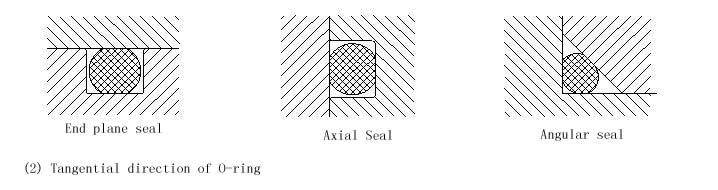 End plane seal
Axial Seal
Angular seal
(2) Tangential direction of O-ring